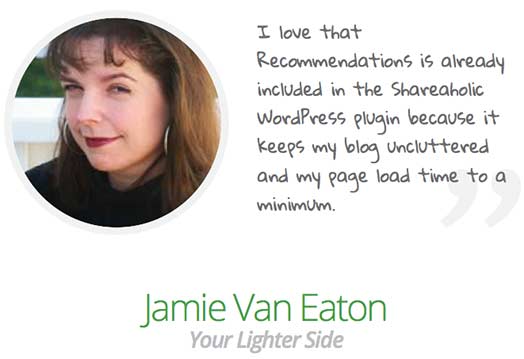 I love that
Recommendations is already
included in the Shareaholic
WordPress plugin because it
keeps my blog uncluttered
and my page load time to a
minimum.
”
Jamie Van Eaton
Your Lighter Side